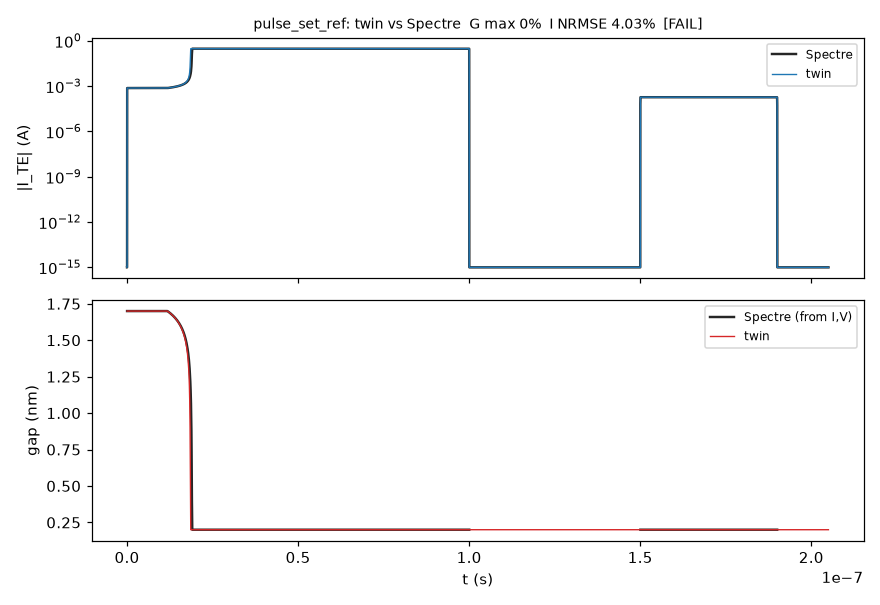 pulse_set_ref: twin vs Spectre  G max 0%  I NRMSE 4.03%  [FAIL]
|I_TE| (A)
10⁰
10⁻³
10⁻⁶
10⁻⁹
10⁻¹²
10⁻¹⁵
Spectre
twin
gap (nm)
1.75
1.50
1.25
1.00
0.75
0.50
0.25
Spectre (from I,V)
twin
0.0
0.5
1.0
1.5
2.0
t (s)
1e−7